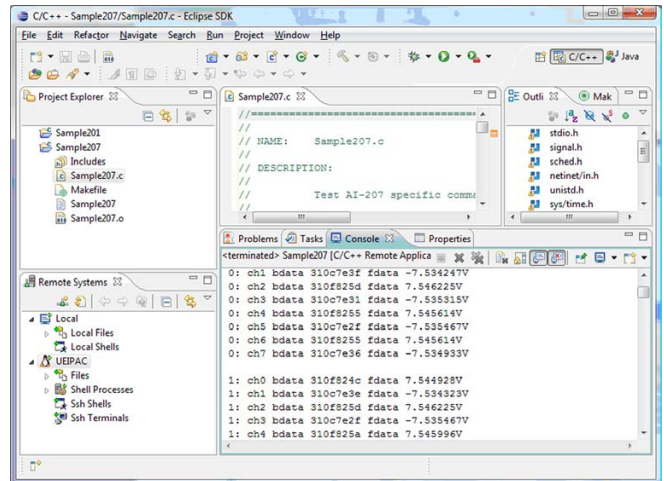 C/C++ - Sample207/Sample207.c - Eclipse SDK
File Edit Refactor Navigate Search Run Project Window Help
C/C++ Java
Project Explorer
Sample201
Sample207
Includes
Sample207.c
Makefile
Sample207
Sample207.o
Sample207.c
//
//
// NAME: Sample207.c
//
// DESCRIPTION:
//
// Test AI-207 specific comma
//
Outli Mak
stdio.h
signal.h
sched.h
netinet/in.h
unistd.h
sys/time.h
Remote Systems
Local
Local Files
Local Shells
UEIPAC
Files
Shell Processes
Ssh Shells
Ssh Terminals
Problems Tasks Console Properties
<terminated> Sample207 [C/C++ Remote Applica
0: ch1 bdata 310c7e3f fdata -7.534247V
0: ch2 bdata 310f825d fdata 7.546225V
0: ch3 bdata 310c7e31 fdata -7.535315V
0: ch4 bdata 310f8255 fdata 7.545614V
0: ch5 bdata 310c7e2f fdata -7.535467V
0: ch6 bdata 310f8255 fdata 7.545614V
0: ch7 bdata 310c7e36 fdata -7.534933V
1: ch0 bdata 310f824c fdata 7.544928V
1: ch1 bdata 310c7e3e fdata -7.534323V
1: ch2 bdata 310f825d fdata 7.546225V
1: ch3 bdata 310c7e2f fdata -7.535467V
1: ch4 bdata 310f825a fdata 7.545996V